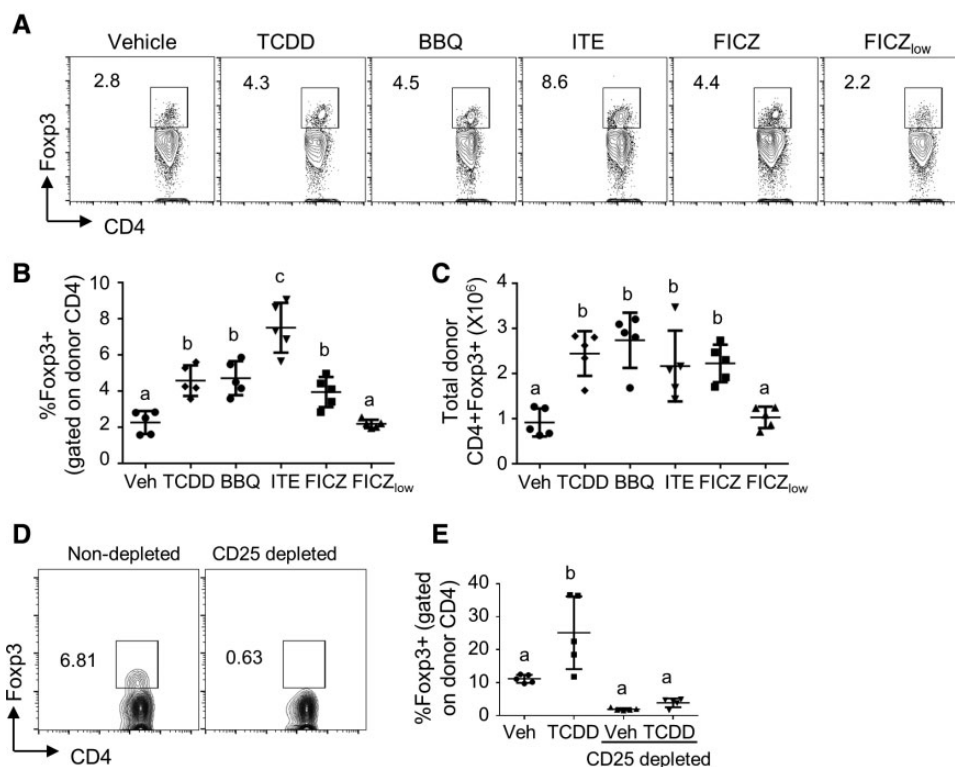 A
Vehicle TCDD BBQ ITE FICZ FICZlow
2.8 4.3 4.5 8.6 4.4 2.2
Foxp3
CD4
B
%Foxp3+
(gated on donor CD4)
10
8
6
4
2
0
a b b c b a
Veh TCDD BBQ ITE FICZ FICZlow
C
Total donor
CD4+Foxp3+ (X10⁶)
4
3
2
1
0
a b b b b a
Veh TCDD BBQ ITE FICZ FICZlow
D
Non-depleted CD25 depleted
6.81 0.63
Foxp3
CD4
E
%Foxp3+ (gated
on donor CD4)
40
30
20
10
0
a b a a
Veh TCDD Veh TCDD
CD25 depleted